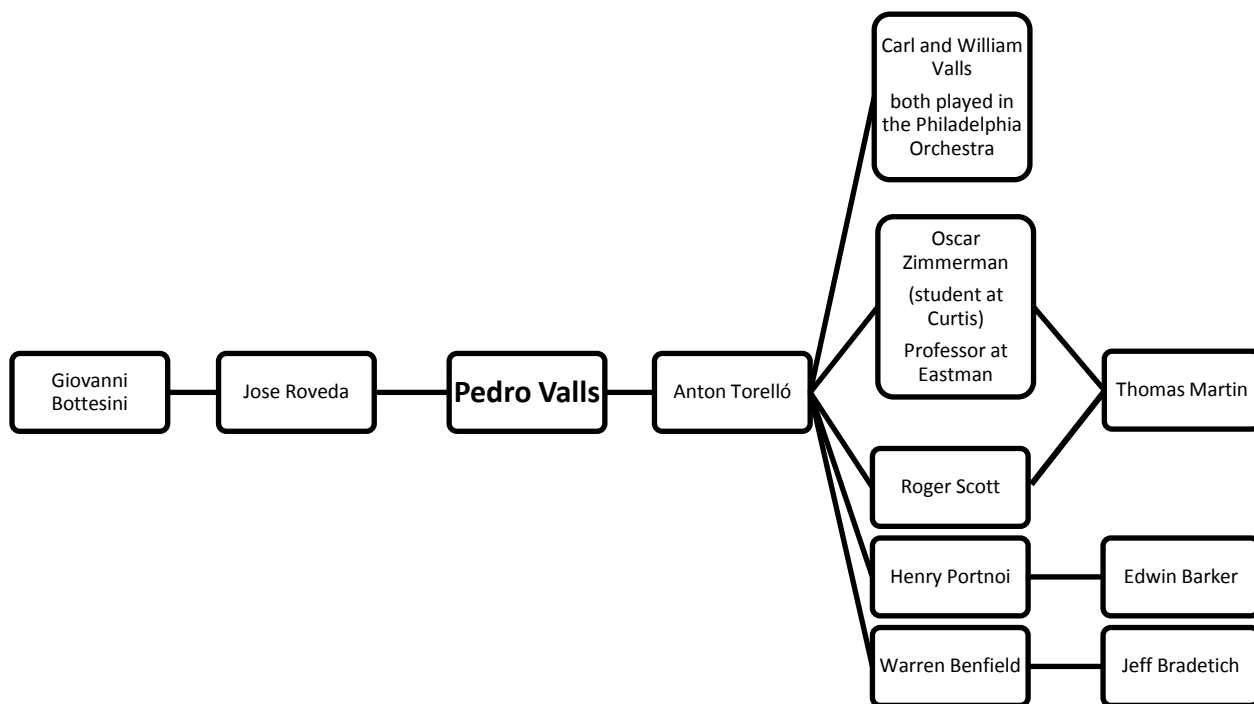 Carl and William
Valls
both played in
the Philadelphia
Orchestra
Oscar
Zimmerman
(student at
Curtis)
Professor at
Eastman
Giovanni
Bottesini
Jose Roveda
Pedro Valls
Anton Torelló
Thomas Martin
Roger Scott
Henry Portnoi
Edwin Barker
Warren Benfield
Jeff Bradetich